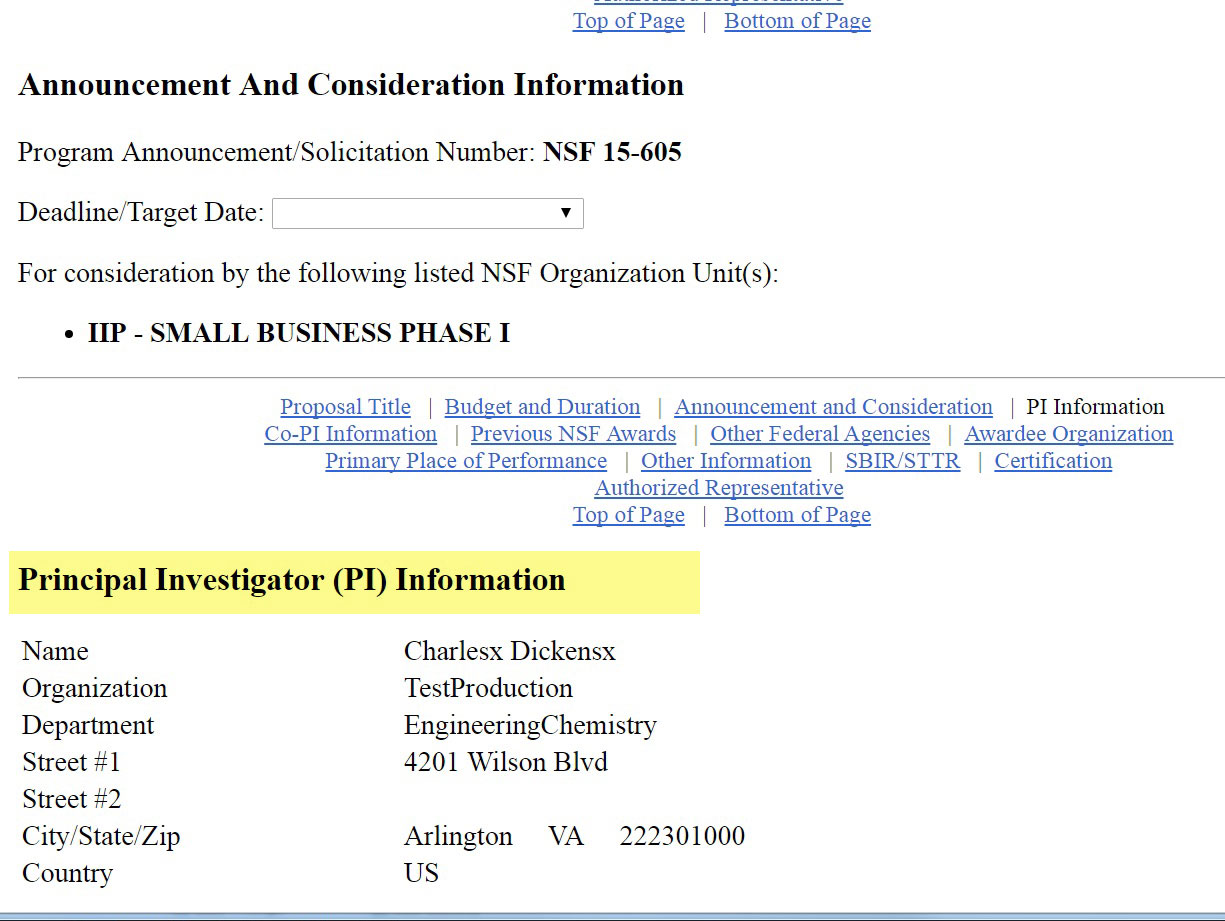 Authorized Representative
Top of Page | Bottom of Page
Announcement And Consideration Information
Program Announcement/Solicitation Number: NSF 15-605
Deadline/Target Date:
For consideration by the following listed NSF Organization Unit(s):
• IIP - SMALL BUSINESS PHASE I
Proposal Title | Budget and Duration | Announcement and Consideration | PI Information
Co-PI Information | Previous NSF Awards | Other Federal Agencies | Awardee Organization
Primary Place of Performance | Other Information | SBIR/STTR | Certification
Authorized Representative
Top of Page | Bottom of Page
Principal Investigator (PI) Information
Name Charlesx Dickensx
Organization TestProduction
Department EngineeringChemistry
Street #1 4201 Wilson Blvd
Street #2
City/State/Zip Arlington VA 222301000
Country US